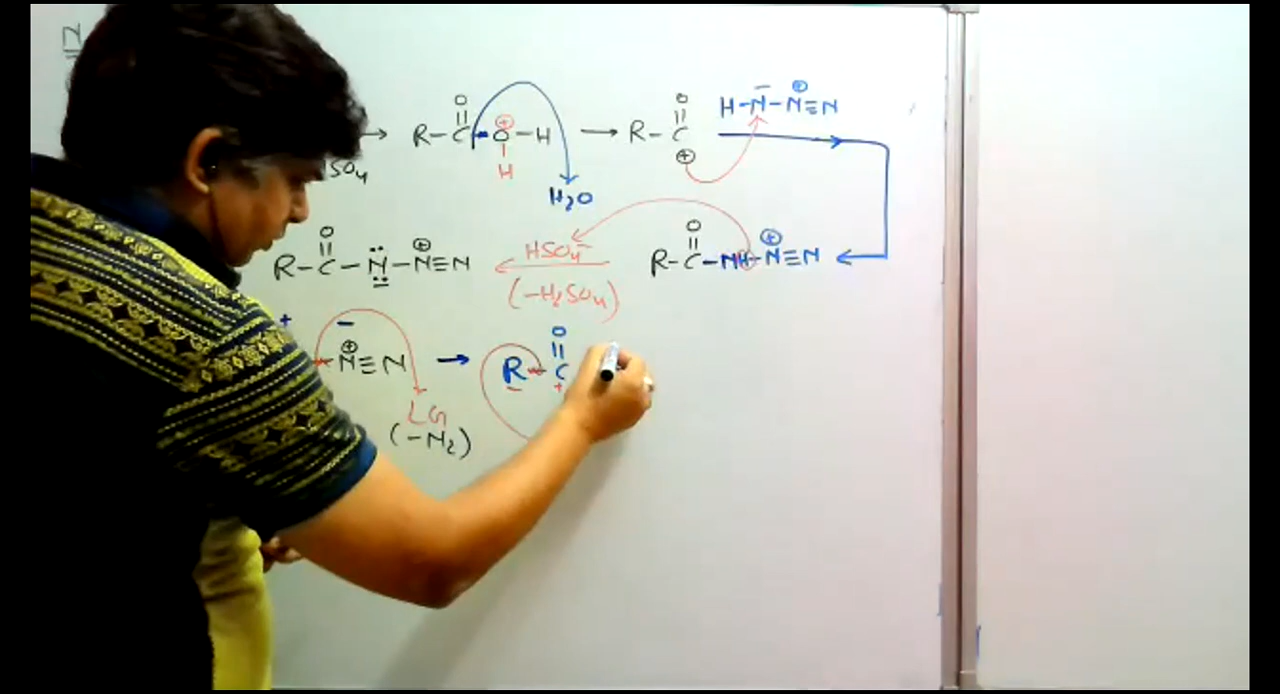 N
O O H-N̄-N⊕≡N
→ R-C-O⊕-H → R-C⊕
SO₄ H H₂O
O O
R-C-N̈-N⊕≡N HSO₄⁻ R-C-NH-N⊕≡N
(-H₂SO₄)
+ - O
N⊕≡N → R-C
+
LG
(-N₂)